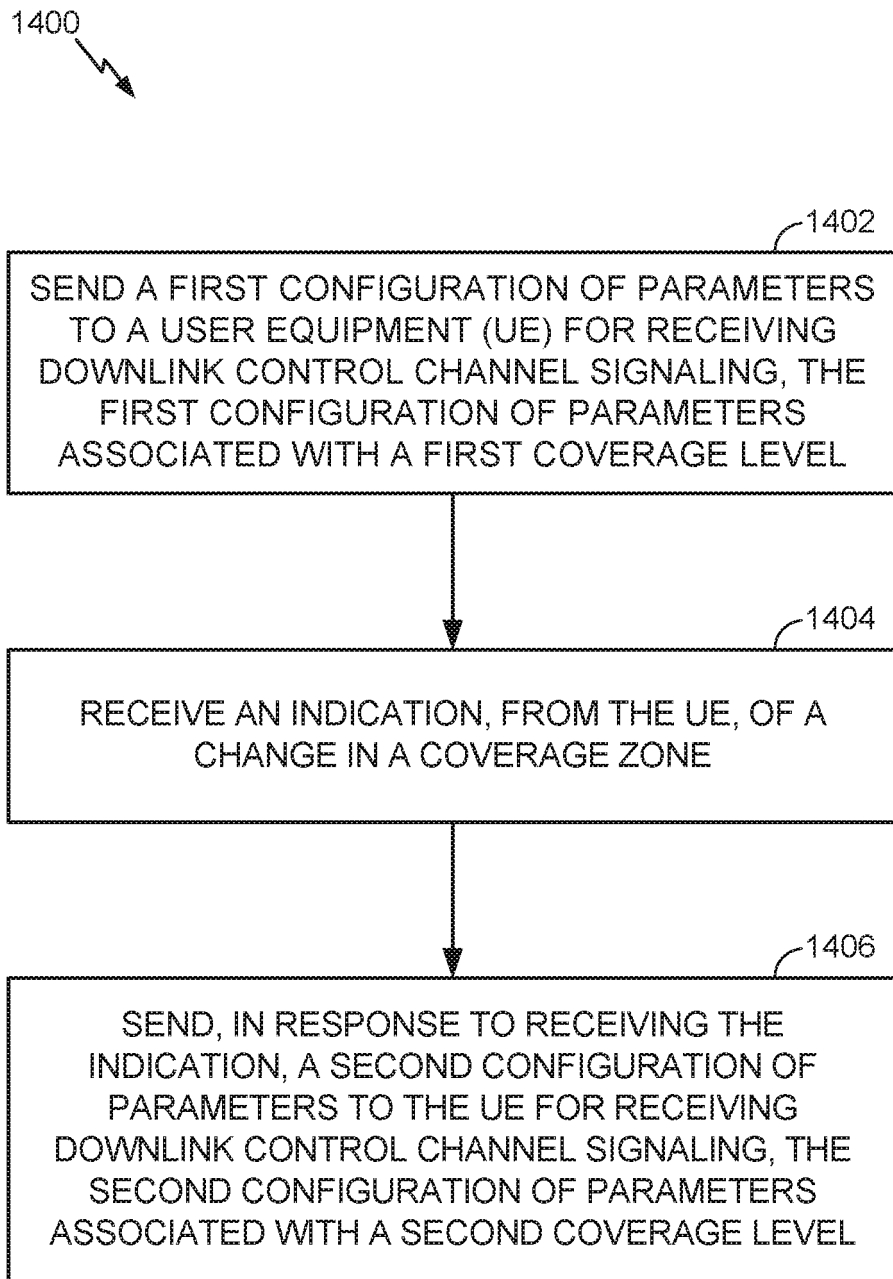 1400
1402
SEND A FIRST CONFIGURATION OF PARAMETERS
TO A USER EQUIPMENT (UE) FOR RECEIVING
DOWNLINK CONTROL CHANNEL SIGNALING, THE
FIRST CONFIGURATION OF PARAMETERS
ASSOCIATED WITH A FIRST COVERAGE LEVEL
1404
RECEIVE AN INDICATION, FROM THE UE, OF A
CHANGE IN A COVERAGE ZONE
1406
SEND, IN RESPONSE TO RECEIVING THE
INDICATION, A SECOND CONFIGURATION OF
PARAMETERS TO THE UE FOR RECEIVING
DOWNLINK CONTROL CHANNEL SIGNALING, THE
SECOND CONFIGURATION OF PARAMETERS
ASSOCIATED WITH A SECOND COVERAGE LEVEL